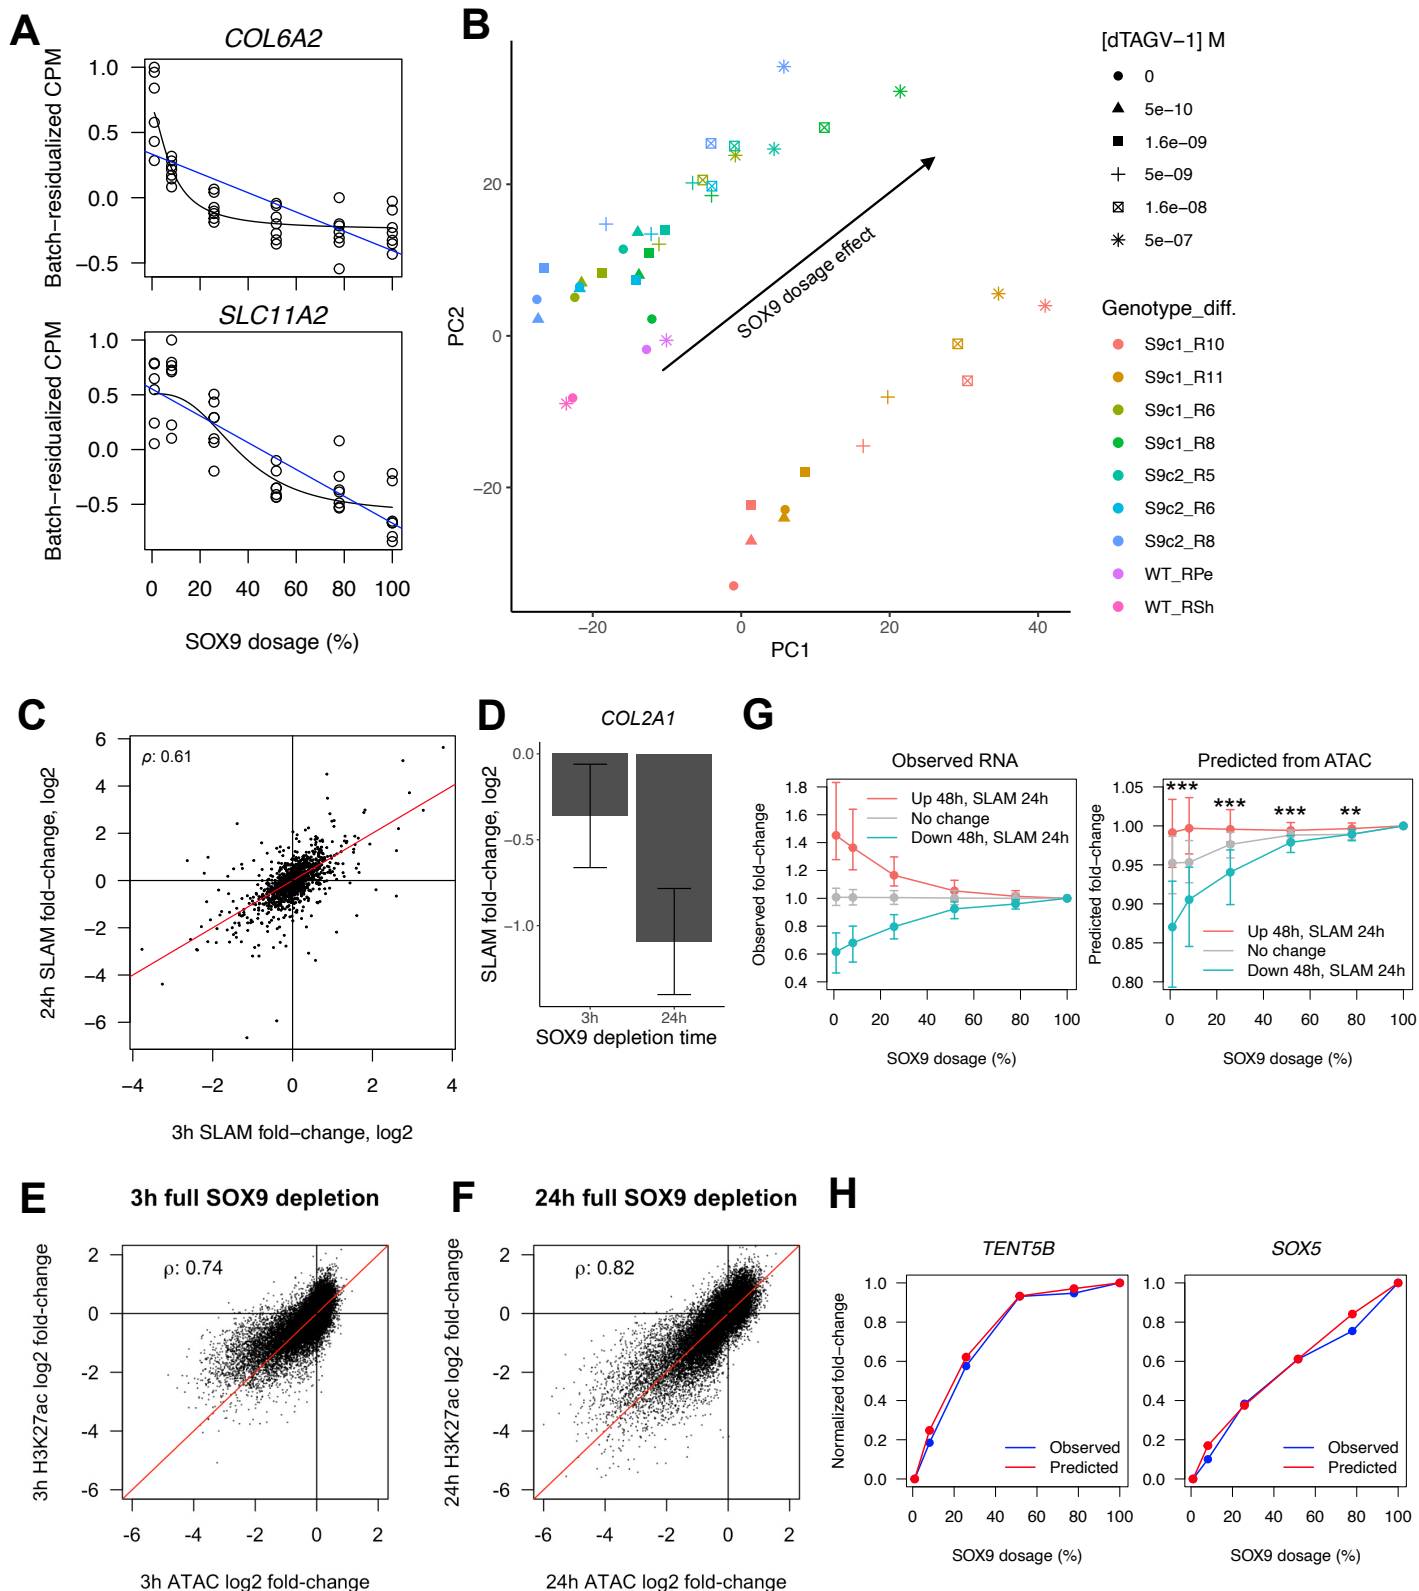 A
COL6A2
Batch−residualized CPM
1.0
0.5
0.0
−0.5
SLC11A2
Batch−residualized CPM
1.0
0.5
0.0
−0.5
0 20 40 60 80 100
SOX9 dosage (%)
B
PC2
20
0
−20
−20 0 20 40
PC1
SOX9 dosage effect
[dTAGV−1] M
0
5e−10
1.6e−09
5e−09
1.6e−08
5e−07
Genotype_diff.
S9c1_R10
S9c1_R11
S9c1_R6
S9c1_R8
S9c2_R5
S9c2_R6
S9c2_R8
WT_RPe
WT_RSh
C
ρ: 0.61
24h SLAM fold−change, log2
6
4
2
0
−2
−4
−6
−4 −2 0 2 4
3h SLAM fold−change, log2
D
COL2A1
SLAM fold−change, log2
0.0
−0.5
−1.0
3h 24h
SOX9 depletion time
G
Observed RNA
Observed fold−change
1.8
1.6
1.4
1.2
1.0
0.8
0.6
0.4
Up 48h, SLAM 24h
No change
Down 48h, SLAM 24h
0 20 40 60 80 100
SOX9 dosage (%)
Predicted from ATAC
Predicted fold−change
1.05
1.00
0.95
0.90
0.85
0.80
*** *** *** **
Up 48h, SLAM 24h
No change
Down 48h, SLAM 24h
0 20 40 60 80 100
SOX9 dosage (%)
E
3h full SOX9 depletion
ρ: 0.74
3h H3K27ac log2 fold-change
2
0
-2
-4
-6
-6 -4 -2 0 2
3h ATAC log2 fold-change
F
24h full SOX9 depletion
ρ: 0.82
24h H3K27ac log2 fold-change
2
0
-2
-4
-6
-6 -4 -2 0 2
24h ATAC log2 fold-change
H
TENT5B
Normalized fold−change
1.0
0.8
0.6
0.4
0.2
0.0
Observed
Predicted
0 20 40 60 80 100
SOX9 dosage (%)
SOX5
1.0
0.8
0.6
0.4
0.2
0.0
Observed
Predicted
0 20 40 60 80 100
SOX9 dosage (%)